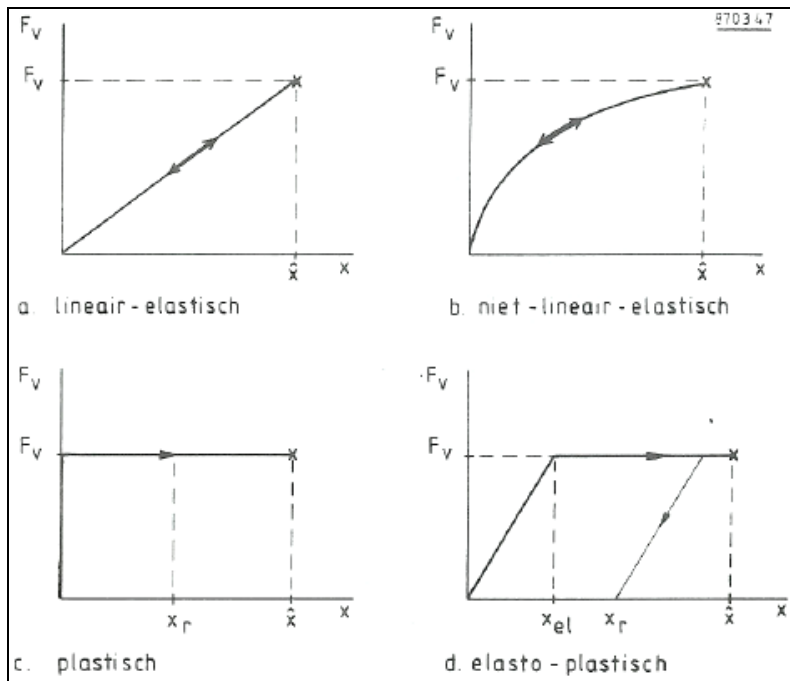 Fᵥ
Fᵥ
x̂
x
a. lineair - elastisch
870347
Fᵥ
Fᵥ
x̂
x
b. niet - lineair - elastisch
Fᵥ
Fᵥ
xᵣ
x̂
x
c. plastisch
Fᵥ
Fᵥ
x_el
xᵣ
x̂
x
d. elasto - plastisch